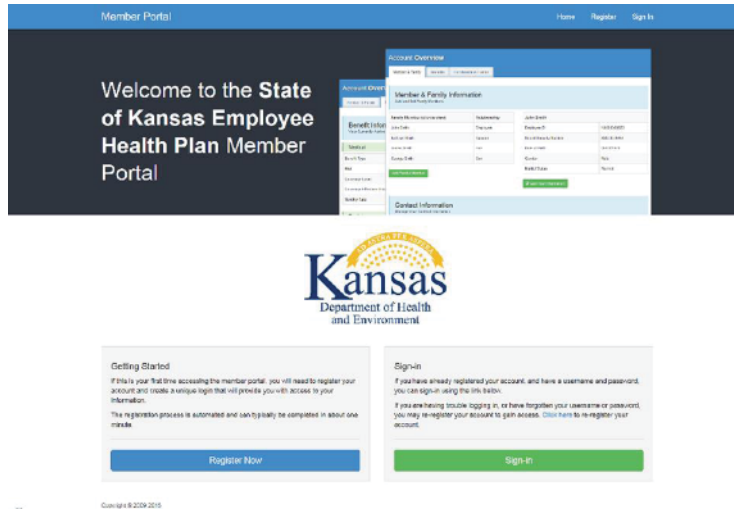 Member Portal
Home Register Sign In
Welcome to the State
of Kansas Employee
Health Plan Member
Portal
Account Overview
Member & Family Information
Contact Information
Medical
AD ASTRA PER ASPERA
Kansas
Department of Health
and Environment
Getting Started
If this is your first time accessing the member portal, you will need to register your
account and create a unique login that will provide you with access to your
information.
The registration process is automated and can typically be completed in about one
minute.
Register Now
Sign-in
If you have already registered your account, and have a username and password,
you can sign-in using the link below.
If you are having trouble logging in, or have forgotten your username or password,
you may re-register your account to gain access. Click here to re-register your
account.
Sign-in
Copyright © 2009-2015